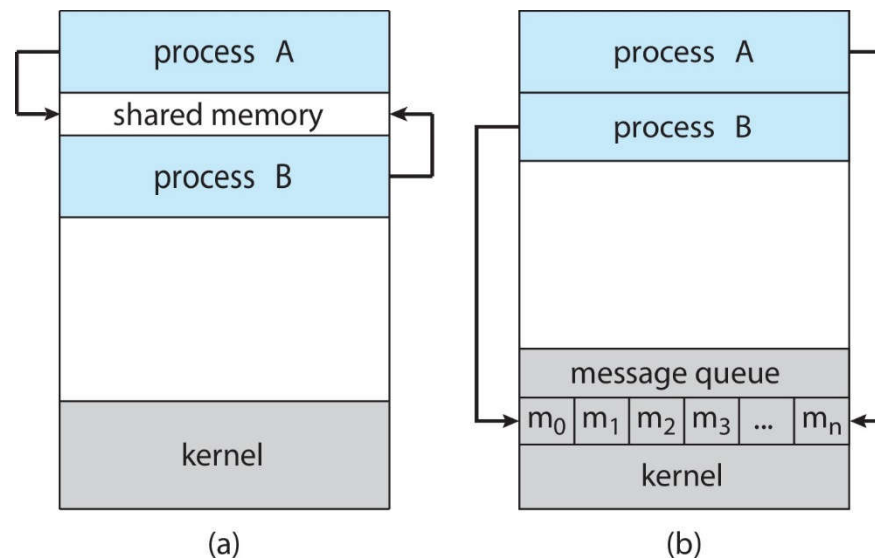 process A
shared memory
process B
kernel
(a)
process A
process B
message queue
m₀ m₁ m₂ m₃ ... mₙ
kernel
(b)